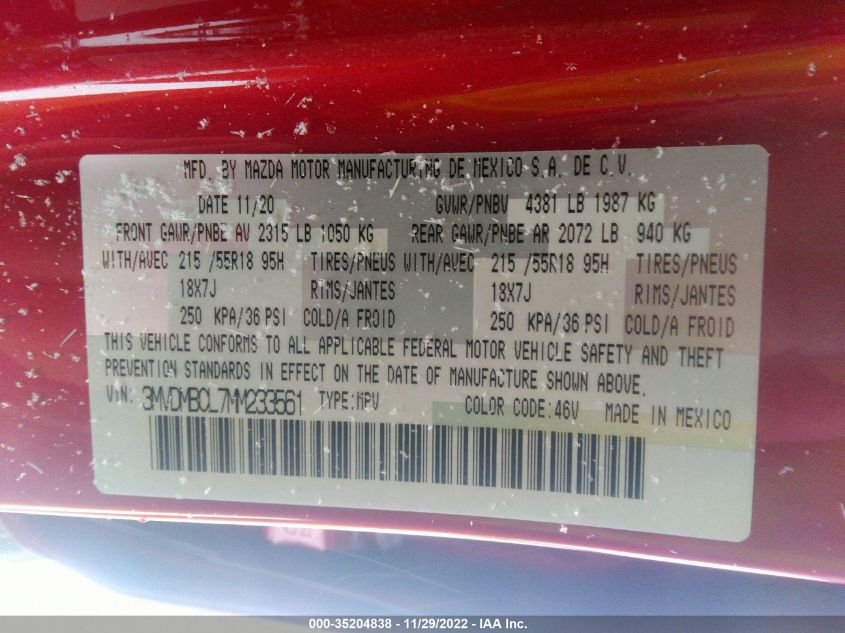 MFD. BY MAZDA MOTOR MANUFACTURING DE MEXICO S.A. DE C.V.
DATE 11/20 GVWR/PNBV 4381 LB 1987 KG
FRONT GAWR/PNBE AV 2315 LB 1050 KG REAR GAWR/PNBE AR 2072 LB 940 KG
WITH/AVEC 215 /55R18 95H TIRES/PNEUS WITH/AVEC 215 /55R18 95H TIRES/PNEUS
18X7J RIMS/JANTES 18X7J RIMS/JANTES
250 KPA/36 PSI COLD/A FROID 250 KPA/36 PSI COLD/A FROID
THIS VEHICLE CONFORMS TO ALL APPLICABLE FEDERAL MOTOR VEHICLE SAFETY AND THEFT
PREVENTION STANDARDS IN EFFECT ON THE DATE OF MANUFACTURE SHOWN ABOVE.
VIN: 3MVDMBCL7MM233561 TYPE:MPV COLOR CODE:46V MADE IN MEXICO
000-35204838 - 11/29/2022 - IAA Inc.